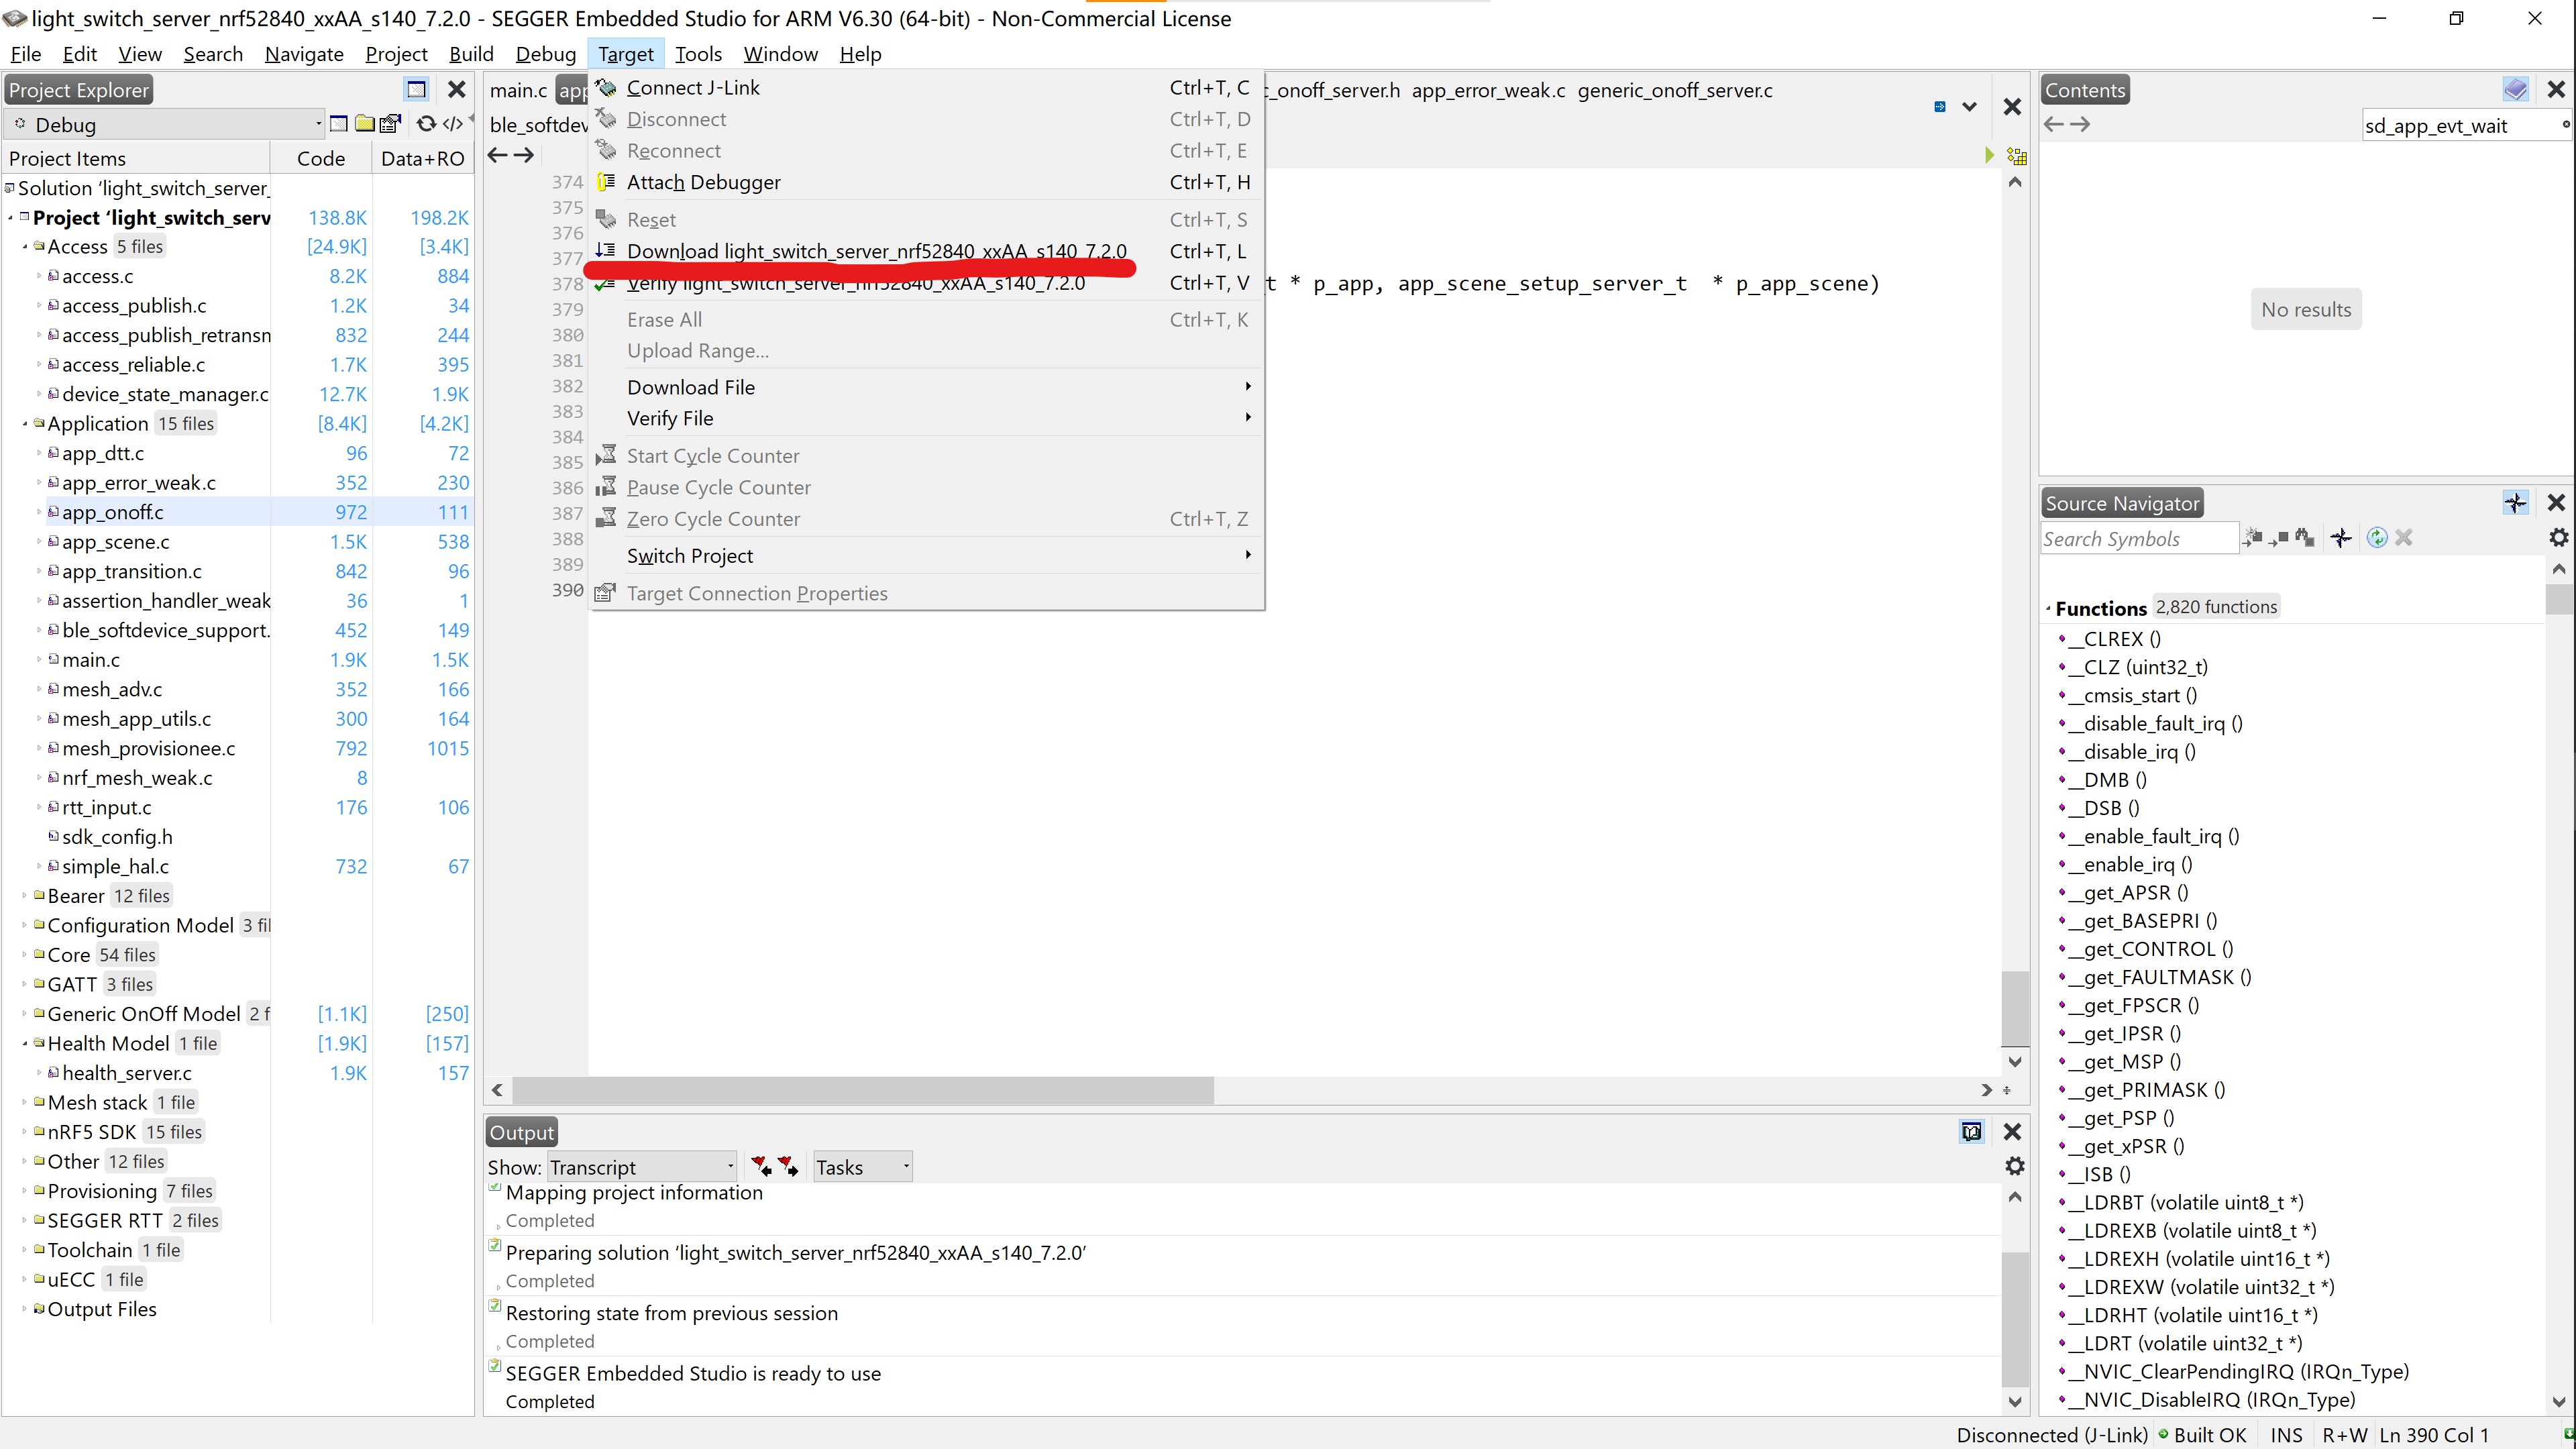 light_switch_server_nrf52840_xxAA_s140_7.2.0 - SEGGER Embedded Studio for ARM V6.30 (64-bit) - Non-Commercial License
File Edit View Search Navigate Project Build Debug Target Tools Window Help
Project Explorer
Debug
Project Items Code Data+RO
Solution ‘light_switch_server_
Project ‘light_switch_serv 138.8K 198.2K
Access 5 files [24.9K] [3.4K]
access.c 8.2K 884
access_publish.c 1.2K 34
access_publish_retransn 832 244
access_reliable.c 1.7K 395
device_state_manager.c 12.7K 1.9K
Application 15 files [8.4K] [4.2K]
app_dtt.c 96 72
app_error_weak.c 352 230
app_onoff.c 972 111
app_scene.c 1.5K 538
app_transition.c 842 96
assertion_handler_weak 36 1
ble_softdevice_support. 452 149
main.c 1.9K 1.5K
mesh_adv.c 352 166
mesh_app_utils.c 300 164
mesh_provisionee.c 792 1015
nrf_mesh_weak.c 8
rtt_input.c 176 106
sdk_config.h
simple_hal.c 732 67
Bearer 12 files
Configuration Model 3 fil
Core 54 files
GATT 3 files
Generic OnOff Model 2 f [1.1K] [250]
Health Model 1 file [1.9K] [157]
health_server.c 1.9K 157
Mesh stack 1 file
nRF5 SDK 15 files
Other 12 files
Provisioning 7 files
SEGGER RTT 2 files
Toolchain 1 file
uECC 1 file
Output Files
main.c app c_onoff_server.h app_error_weak.c generic_onoff_server.c
ble_softdev
374
375
376
377
378 t * p_app, app_scene_setup_server_t * p_app_scene)
379
380
381
382
383
384
385
386
387
388
389
390
Connect J-Link Ctrl+T, C
Disconnect Ctrl+T, D
Reconnect Ctrl+T, E
Attach Debugger Ctrl+T, H
Reset Ctrl+T, S
Download light_switch_server_nrf52840_xxAA_s140_7.2.0 Ctrl+T, L
Verify light_switch_server_nrf52840_xxAA_s140_7.2.0 Ctrl+T, V
Erase All Ctrl+T, K
Upload Range...
Download File
Verify File
Start Cycle Counter
Pause Cycle Counter
Zero Cycle Counter Ctrl+T, Z
Switch Project
Target Connection Properties
Output
Show: Transcript Tasks
Mapping project information
Completed
Preparing solution ‘light_switch_server_nrf52840_xxAA_s140_7.2.0’
Completed
Restoring state from previous session
Completed
SEGGER Embedded Studio is ready to use
Completed
Contents
sd_app_evt_wait
No results
Source Navigator
Search Symbols
Functions 2,820 functions
__CLREX ()
__CLZ (uint32_t)
__cmsis_start ()
__disable_fault_irq ()
__disable_irq ()
__DMB ()
__DSB ()
__enable_fault_irq ()
__enable_irq ()
__get_APSR ()
__get_BASEPRI ()
__get_CONTROL ()
__get_FAULTMASK ()
__get_FPSCR ()
__get_IPSR ()
__get_MSP ()
__get_PRIMASK ()
__get_PSP ()
__get_xPSR ()
__ISB ()
__LDRBT (volatile uint8_t *)
__LDREXB (volatile uint8_t *)
__LDREXH (volatile uint16_t *)
__LDREXW (volatile uint32_t *)
__LDRHT (volatile uint16_t *)
__LDRT (volatile uint32_t *)
__NVIC_ClearPendingIRQ (IRQn_Type)
__NVIC_DisableIRQ (IRQn_Type)
Disconnected (J-Link) Built OK INS R+W Ln 390 Col 1